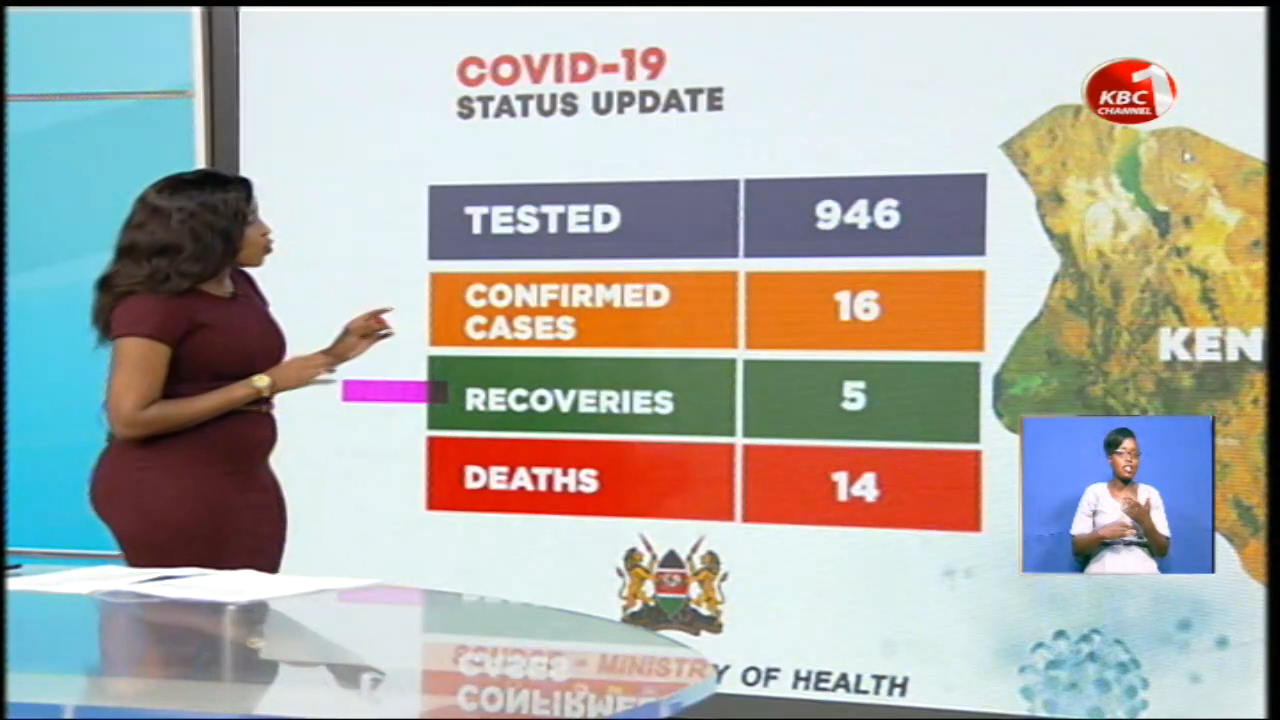 COVID-19
STATUS UPDATE
KBC 1
CHANNEL
TESTED 946
CONFIRMED
CASES 16
RECOVERIES 5
DEATHS 14
KEN
- MINISTRY OF HEALTH